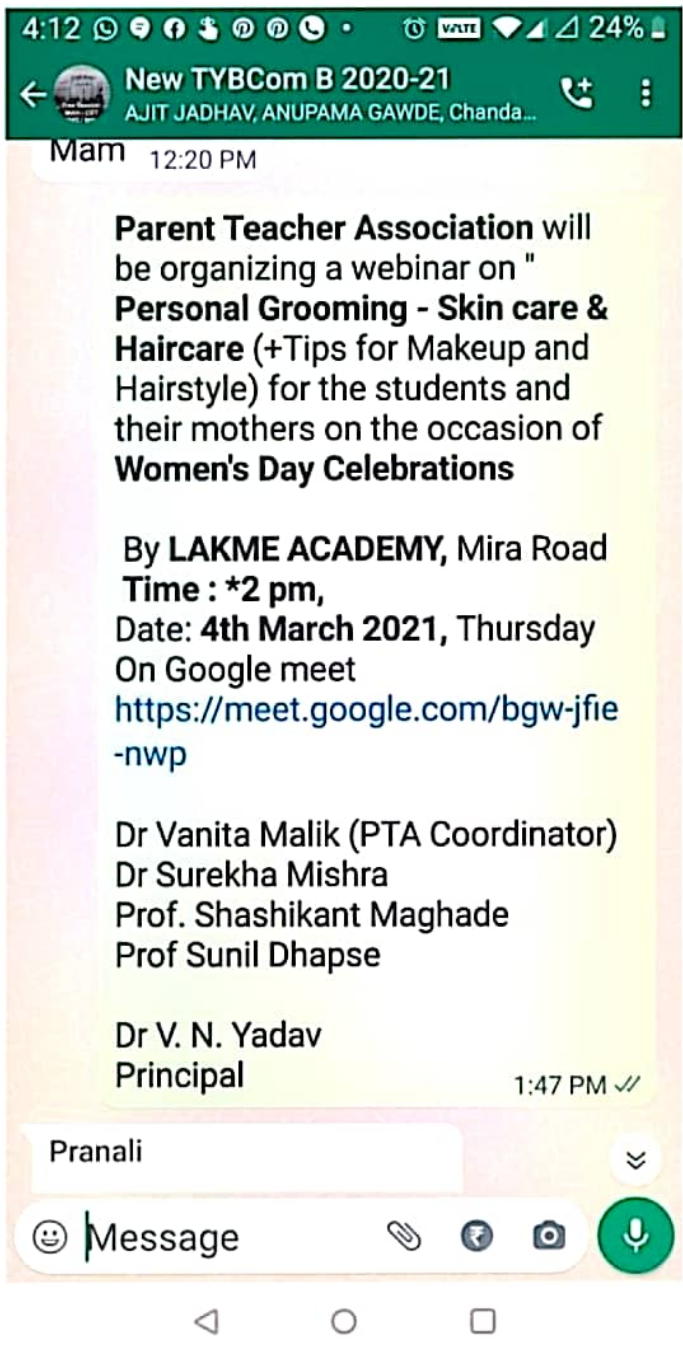 4:12 24%
VoLTE
New TYBCom B 2020-21
AJIT JADHAV, ANUPAMA GAWDE, Chanda...
Mam 12:20 PM
Parent Teacher Association will
be organizing a webinar on "
Personal Grooming - Skin care &
Haircare (+Tips for Makeup and
Hairstyle) for the students and
their mothers on the occasion of
Women's Day Celebrations
By LAKME ACADEMY, Mira Road
Time : *2 pm,
Date: 4th March 2021, Thursday
On Google meet
https://meet.google.com/bgw-jfie
-nwp
Dr Vanita Malik (PTA Coordinator)
Dr Surekha Mishra
Prof. Shashikant Maghade
Prof Sunil Dhapse
Dr V. N. Yadav
Principal
1:47 PM
Pranali
Message